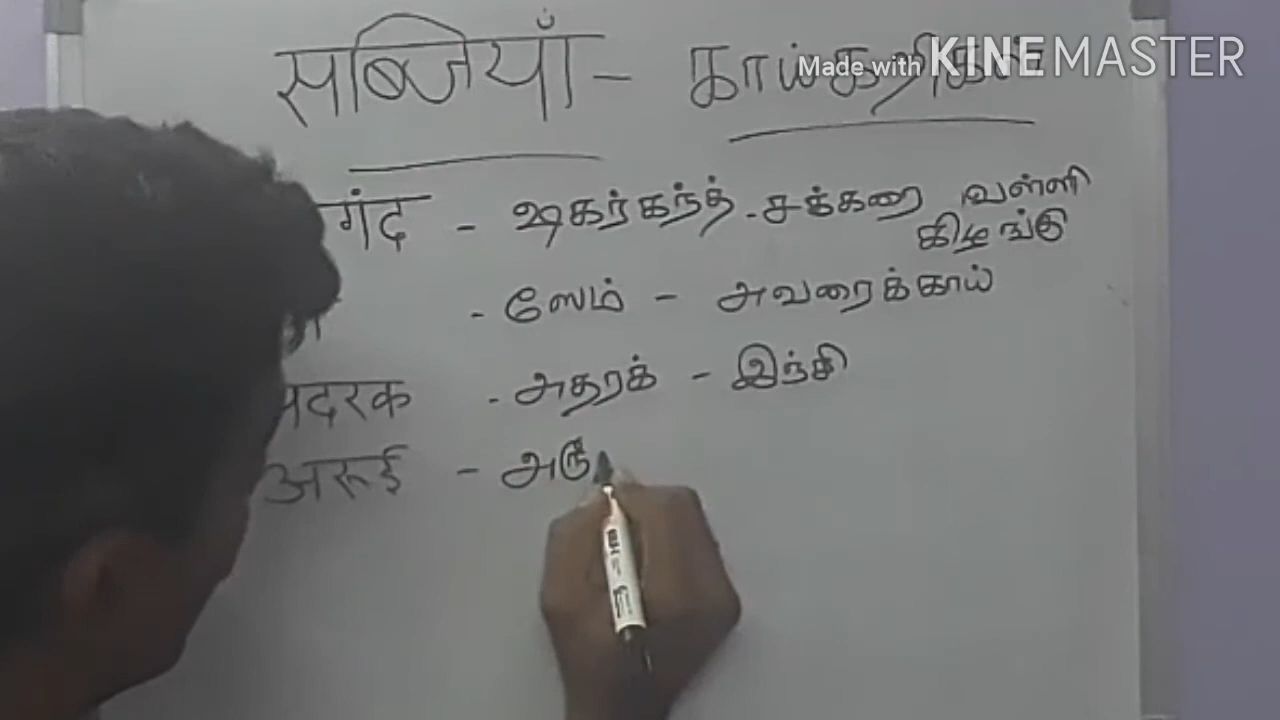 सब्जियाँ - காய்கறிகள்
Made with KINEMASTER
गंद - ஷகர்கந்த் - சக்கரை வள்ளி
கிழங்கு
- ஸேம் - அவரைக்காய்
अदरक - அதரக் - இஞ்சி
अरूई - அரு